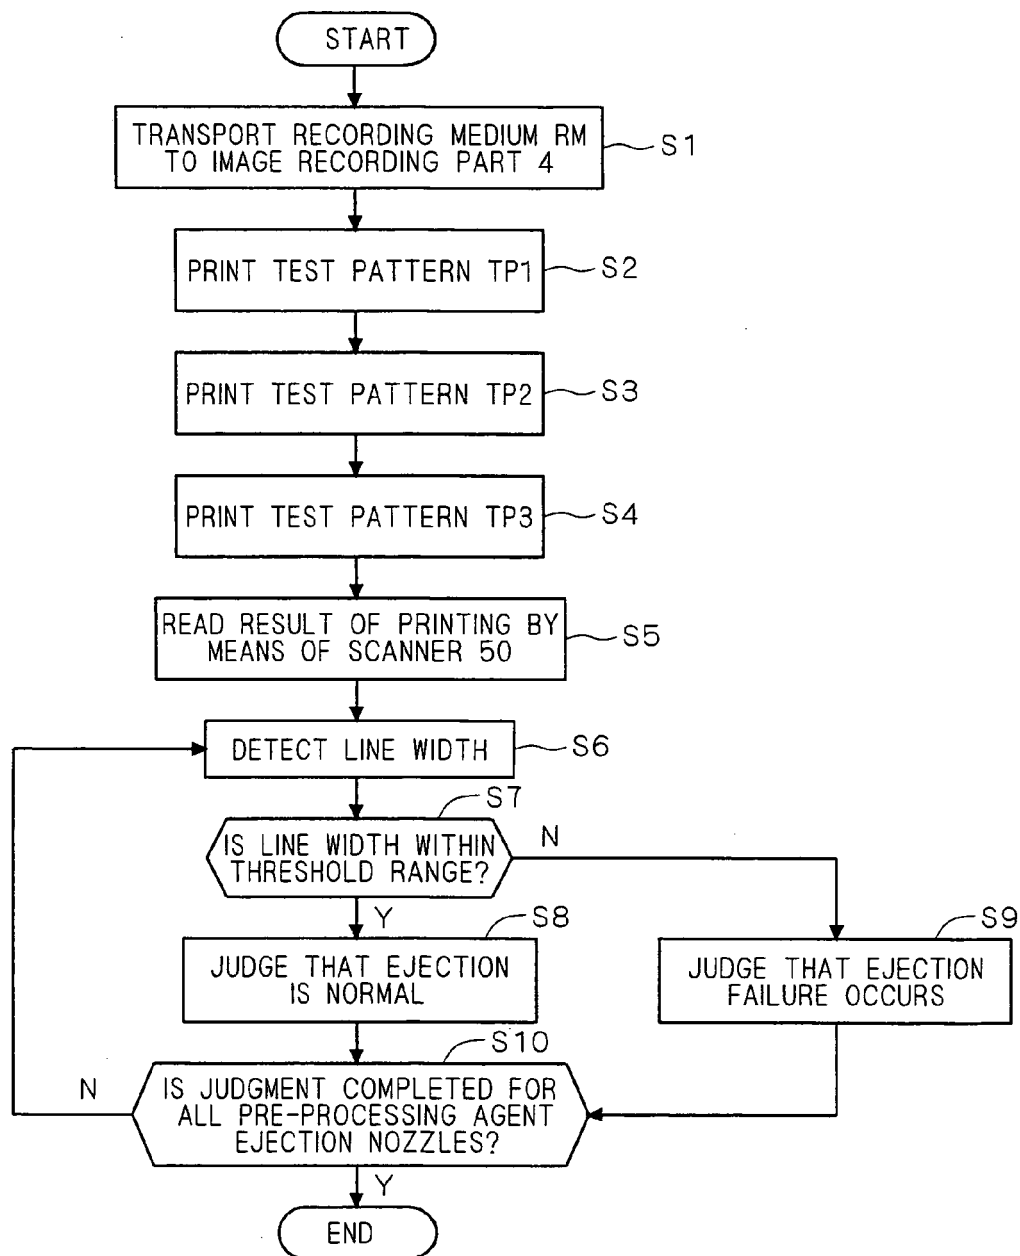 START
TRANSPORT RECORDING MEDIUM RM
TO IMAGE RECORDING PART 4
S1
PRINT TEST PATTERN TP1
S2
PRINT TEST PATTERN TP2
S3
PRINT TEST PATTERN TP3
S4
READ RESULT OF PRINTING BY
MEANS OF SCANNER 50
S5
DETECT LINE WIDTH
S6
S7
IS LINE WIDTH WITHIN
THRESHOLD RANGE?
N
Y
S8
S9
JUDGE THAT EJECTION
IS NORMAL
JUDGE THAT EJECTION
FAILURE OCCURS
S10
N
IS JUDGMENT COMPLETED FOR
ALL PRE-PROCESSING AGENT
EJECTION NOZZLES?
Y
END